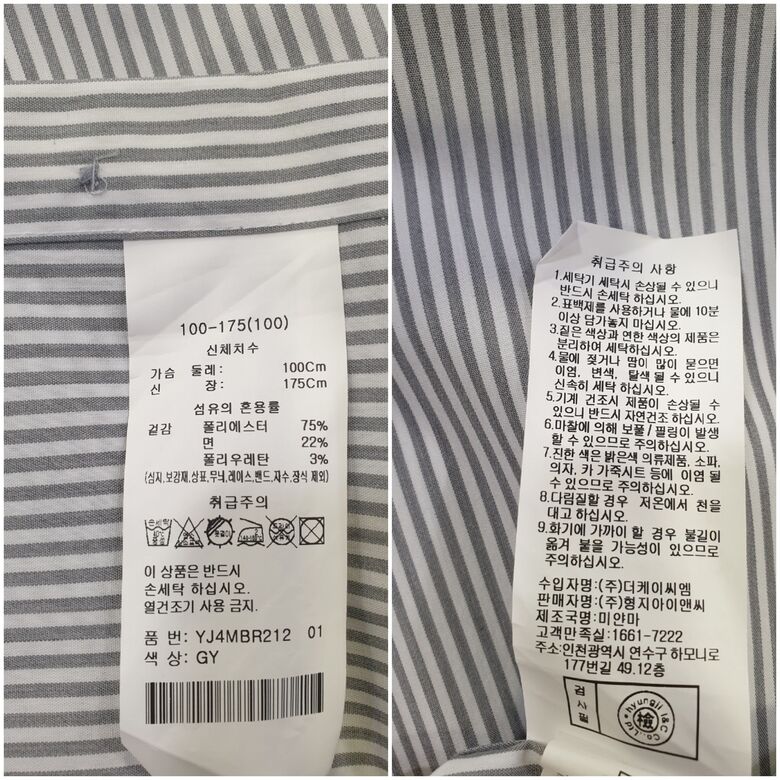 100-175(100)
신체치수
가슴 둘레 : 100Cm
신 장 : 175Cm
섬유의 혼용률
겉감 폴리에스터 75%
면 22%
폴리우레탄 3%
(심지,보강재,상표,무늬,레이스,밴드,자수,장식 제외)
취급주의
이 상품은 반드시
손세탁 하십시오.
열건조기 사용 금지.
품 번: YJ4MBR212 01
색 상: GY
취급주의 사항
1.세탁기 세탁시 손상될 수 있으니
반드시 손세탁 하십시오.
2.표백제를 사용하거나 물에 10분
이상 담가놓지 마십시오.
3.짙은 색상과 연한 색상의 제품은
분리하여 세탁하십시오.
4.물에 젖거나 땀이 많이 묻으면
이염, 변색, 탈색 될 수 있으니
신속히 세탁 하십시오.
5.기계 건조시 제품이 손상될 수
있으니 반드시 자연건조 하십시오.
6.마찰에 의해 보풀/필링이 발생
할 수 있으므로 주의하십시오.
7.진한 색은 밝은색 의류제품, 소파,
의자, 카 가죽시트 등에 이염 될
수 있으므로 주의하십시오.
8.다림질할 경우 저온에서 천을
대고 하십시오.
9.화기에 가까이 할 경우 불길이
옮겨 붙을 가능성이 있으므로
주의하십시오.
수입자명:(주)더케이씨엠
판매자명:(주)형지아이앤씨
제조국명:미얀마
고객만족실:1661-7222
주소:인천광역시 연수구 하모니로
177번길 49.12층
검사필
hyungji I&C Co.,Ltd
檢